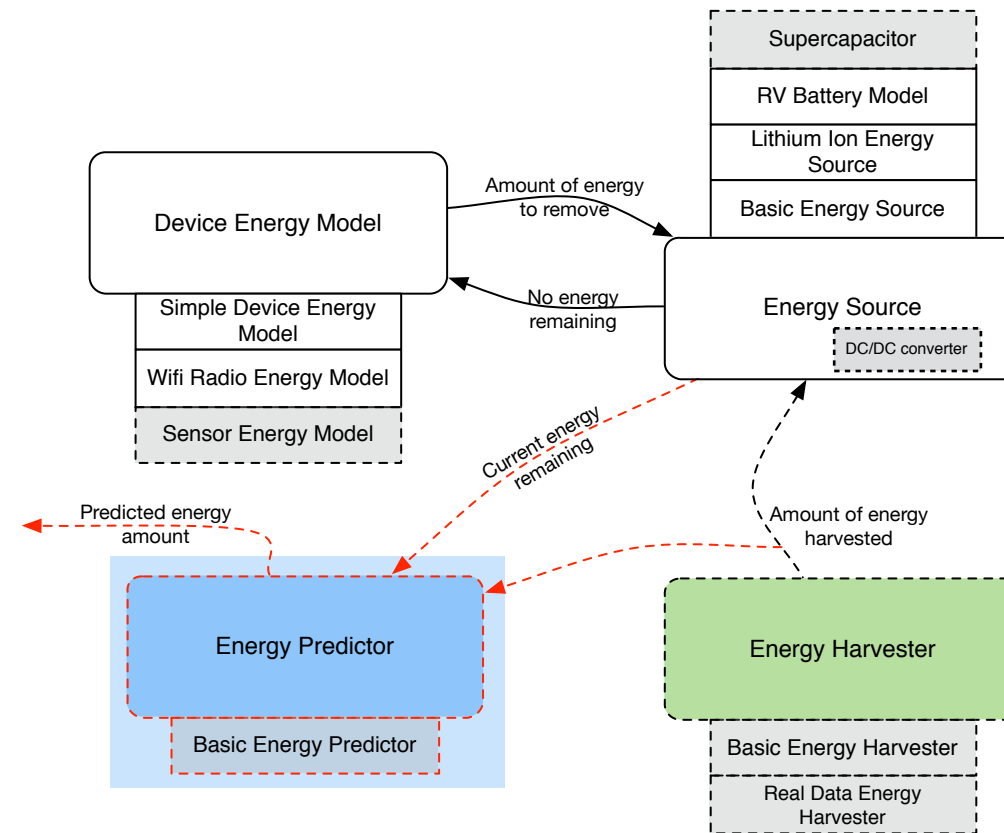 Supercapacitor
RV Battery Model
Lithium Ion Energy
Source
Basic Energy Source
Device Energy Model
Amount of energy
to remove
Energy Source
No energy
remaining
DC/DC converter
Simple Device Energy
Model
Wifi Radio Energy Model
Sensor Energy Model
Current energy
remaining
Predicted energy
amount
Amount of energy
harvested
Energy Predictor
Energy Harvester
Basic Energy Predictor
Basic Energy Harvester
Real Data Energy
Harvester